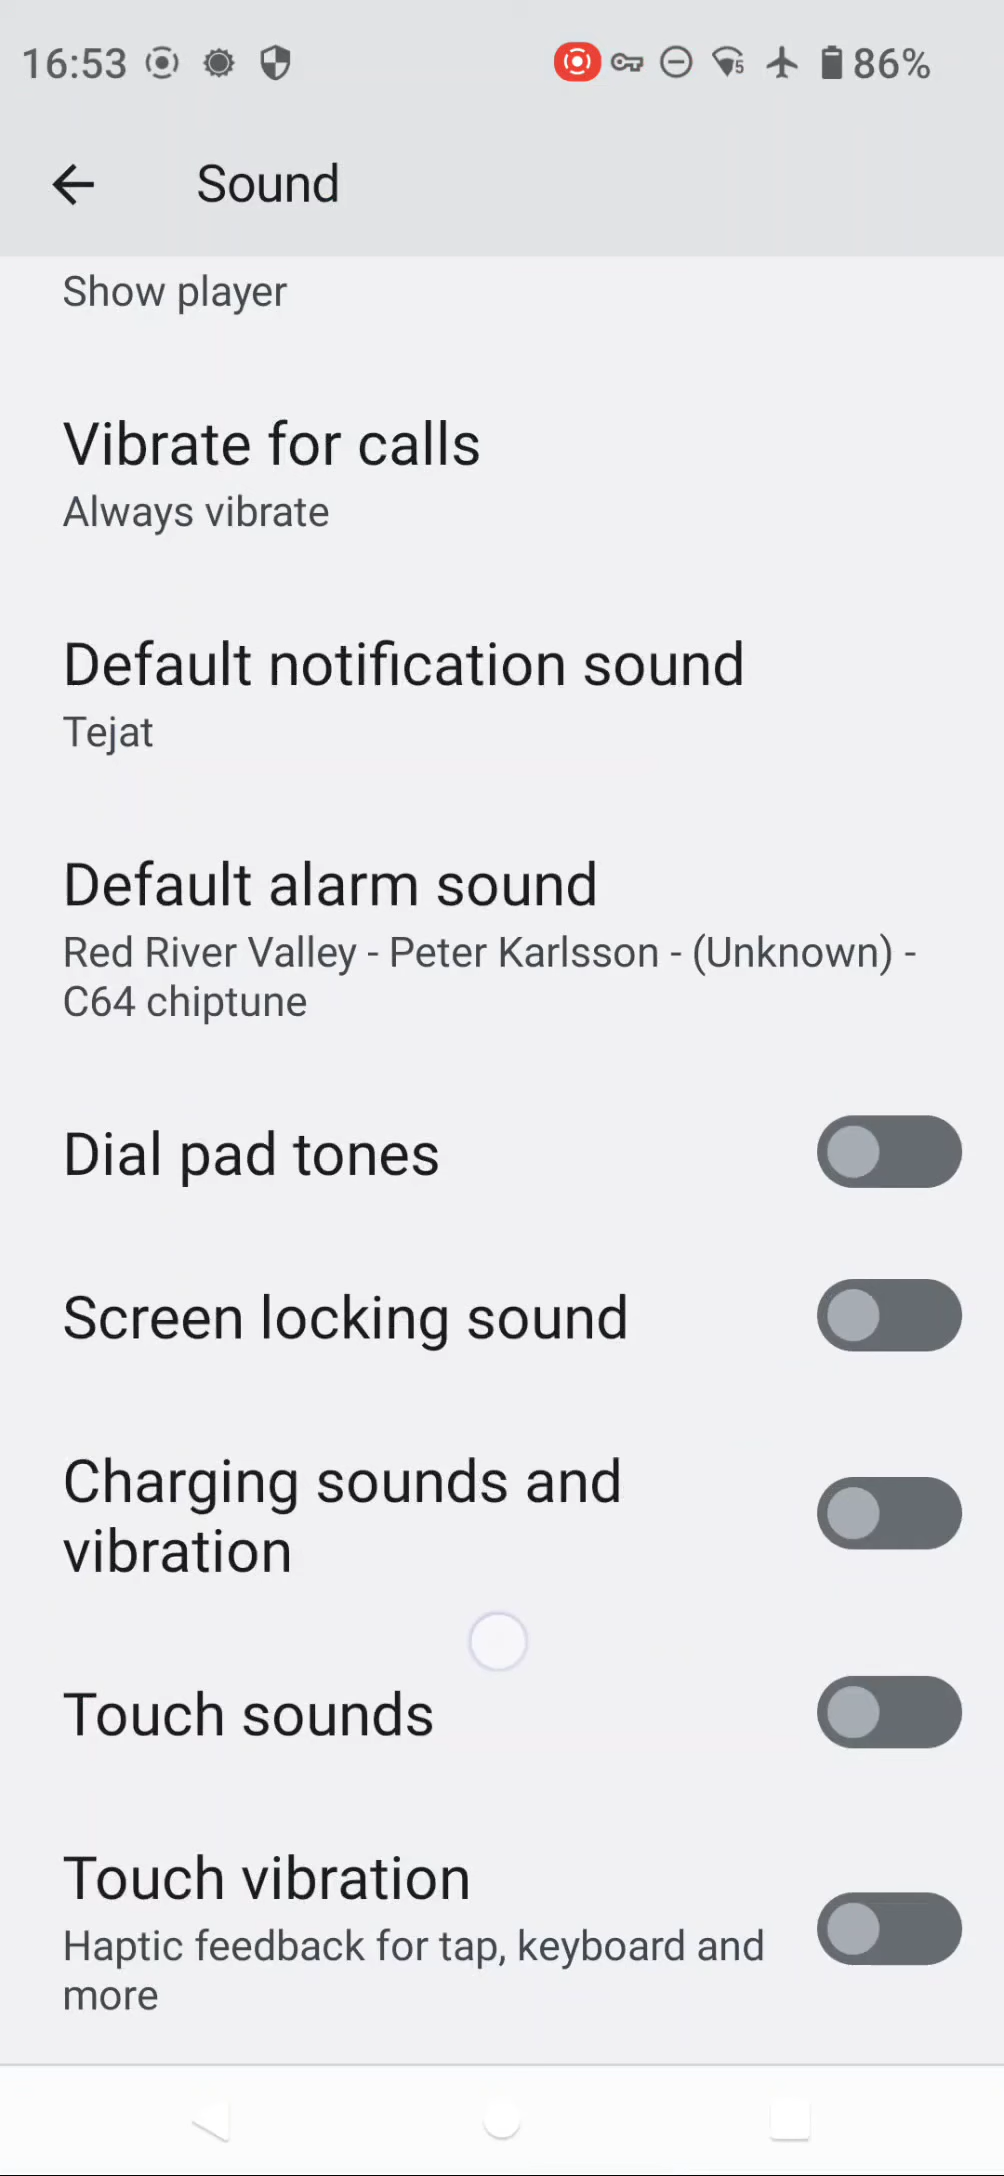 16:53
5
86%
Sound
Show player
Vibrate for calls
Always vibrate
Default notification sound
Tejat
Default alarm sound
Red River Valley - Peter Karlsson - (Unknown) -
C64 chiptune
Dial pad tones
Screen locking sound
Charging sounds and
vibration
Touch sounds
Touch vibration
Haptic feedback for tap, keyboard and
more